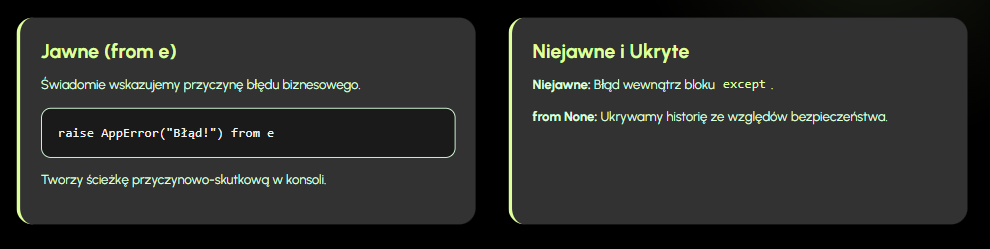 Jawne (from e)
Świadomie wskazujemy przyczynę błędu biznesowego.
raise AppError("Błąd!") from e
Tworzy ścieżkę przyczynowo-skutkową w konsoli.
Niejawne i Ukryte
Niejawne: Błąd wewnątrz bloku except .
from None: Ukrywamy historię ze względów bezpieczeństwa.